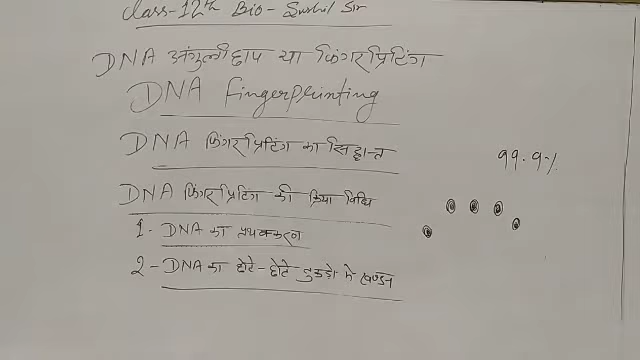 Class-12th Bio - Sushil Sir
DNA अंगुली छाप या फिंगरप्रिंटिंग
DNA fingerprinting
DNA फिंगरप्रिटिंग का सिद्धान्त
99.9%
DNA फिंगरप्रिटिंग की क्रिया विधि
1- DNA का प्रथक्करण
2- DNA का छोटे-छोटे टुकड़ो मे खण्डन